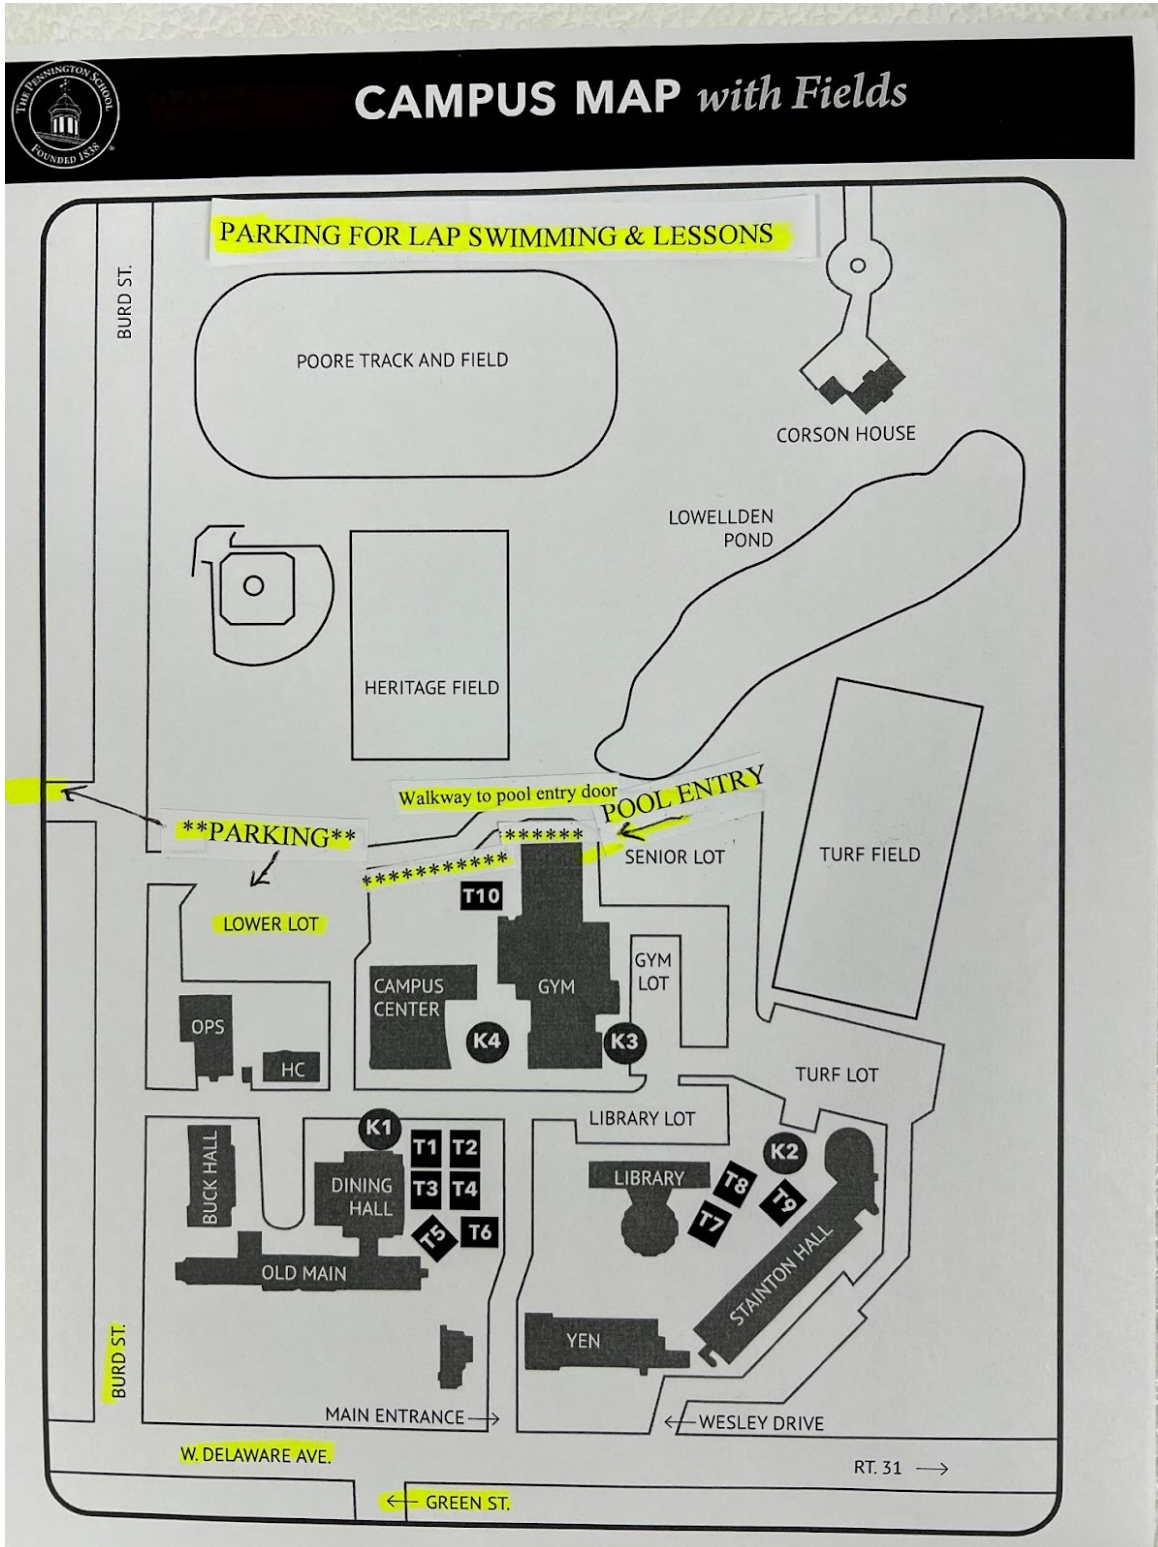 THE PENNINGTON SCHOOL
FOUNDED 1838
CAMPUS MAP with Fields
PARKING FOR LAP SWIMMING & LESSONS
BURD ST.
POORE TRACK AND FIELD
CORSON HOUSE
LOWELLDEN
POND
HERITAGE FIELD
Walkway to pool entry door
POOL ENTRY
**PARKING**
******
***********
SENIOR LOT
TURF FIELD
T10
LOWER LOT
CAMPUS
CENTER
GYM
GYM
LOT
OPS
K4
K3
HC
TURF LOT
LIBRARY LOT
K1
T1
T2
K2
BUCK HALL
DINING
HALL
T3
T4
LIBRARY
T8
T9
T5
T6
T7
OLD MAIN
STAINTON HALL
YEN
BURD ST.
MAIN ENTRANCE →
← WESLEY DRIVE
W. DELAWARE AVE.
RT. 31 →
← GREEN ST.